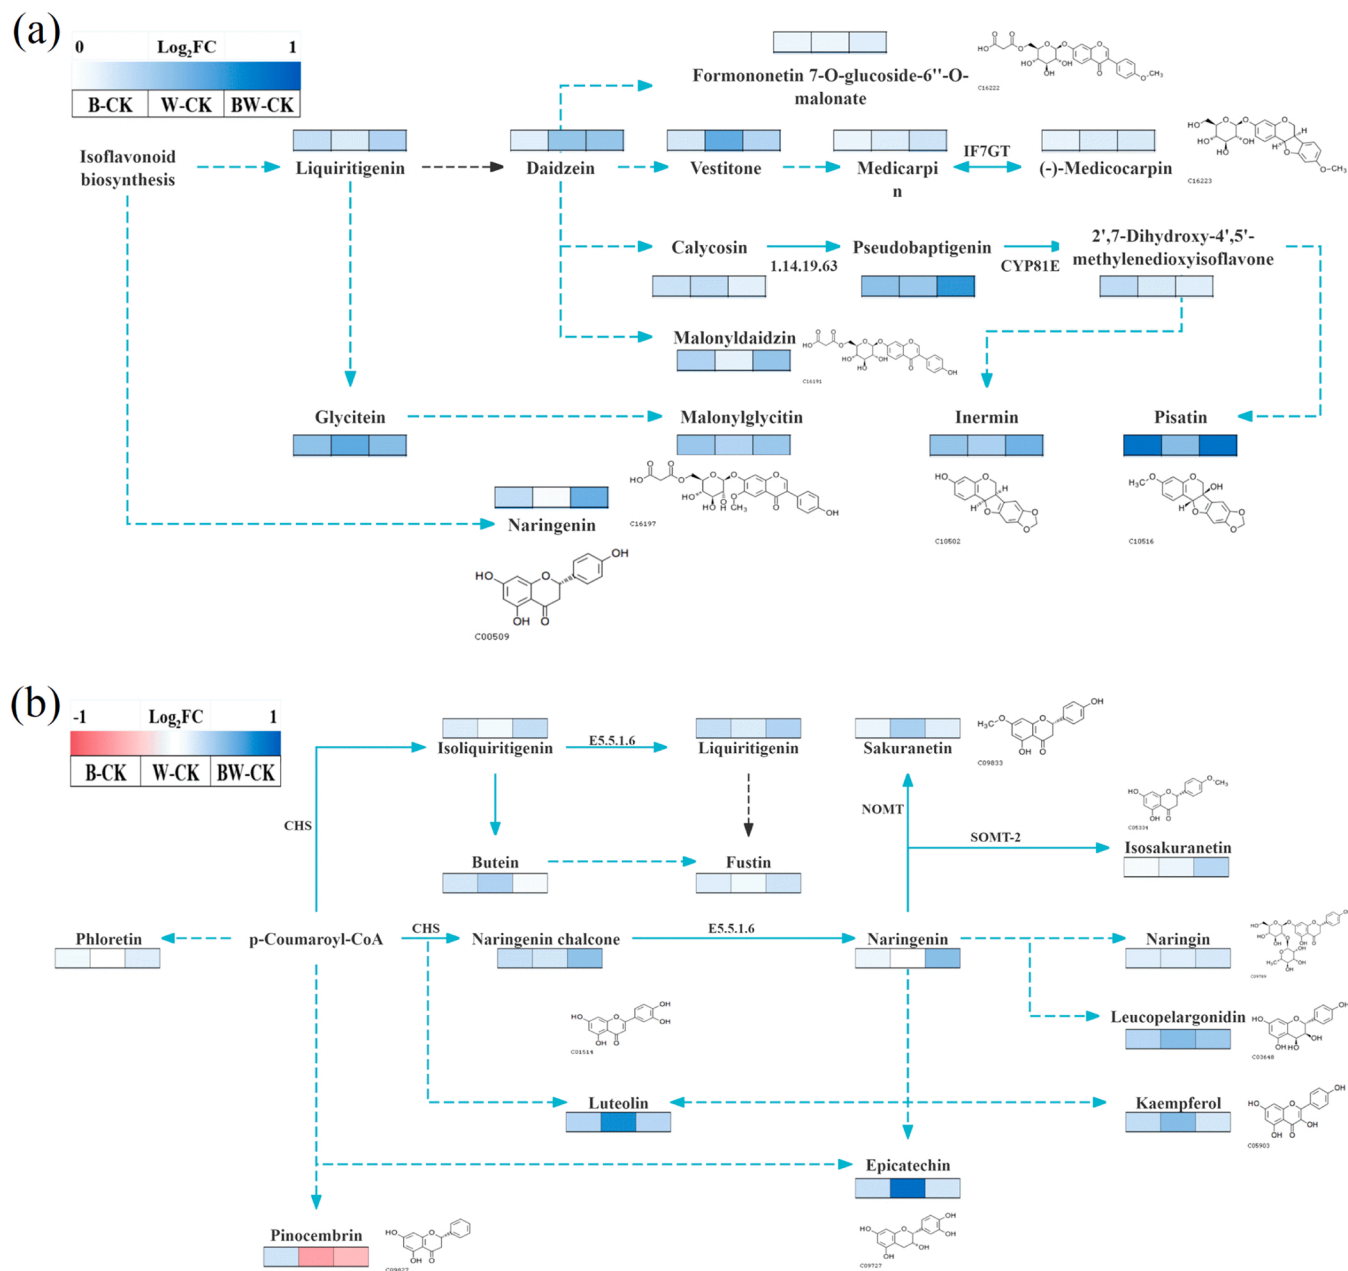 (a)
0 Log2FC 1
B-CK W-CK BW-CK
Formononetin 7-O-glucoside-6''-O-
malonate
C16222
Isoflavonoid
biosynthesis
Liquiritigenin
Daidzein
Vestitone
Medicarpi
n
IF7GT
(-)-Medicocarpin
C16223
Calycosin
1.14.19.63
Pseudobaptigenin
CYP81E
2',7-Dihydroxy-4',5'-
methylenedioxyisoflavone
Malonyldaidzin
C16191
Glycitein
Malonylglycitin
C16197
Inermin
C10502
Pisatin
C10516
Naringenin
C00509
(b)
-1 Log2FC 1
B-CK W-CK BW-CK
Isoliquiritigenin
E5.5.1.6
Liquiritigenin
Sakuranetin
C09833
CHS
NOMT
SOMT-2
Isosakuranetin
C05334
Butein
Fustin
Phloretin
p-Coumaroyl-CoA
CHS
Naringenin chalcone
E5.5.1.6
Naringenin
Naringin
C09789
C01514
Leucopelargonidin
C03648
Luteolin
Kaempferol
C05903
Epicatechin
C09727
Pinocembrin
C09827